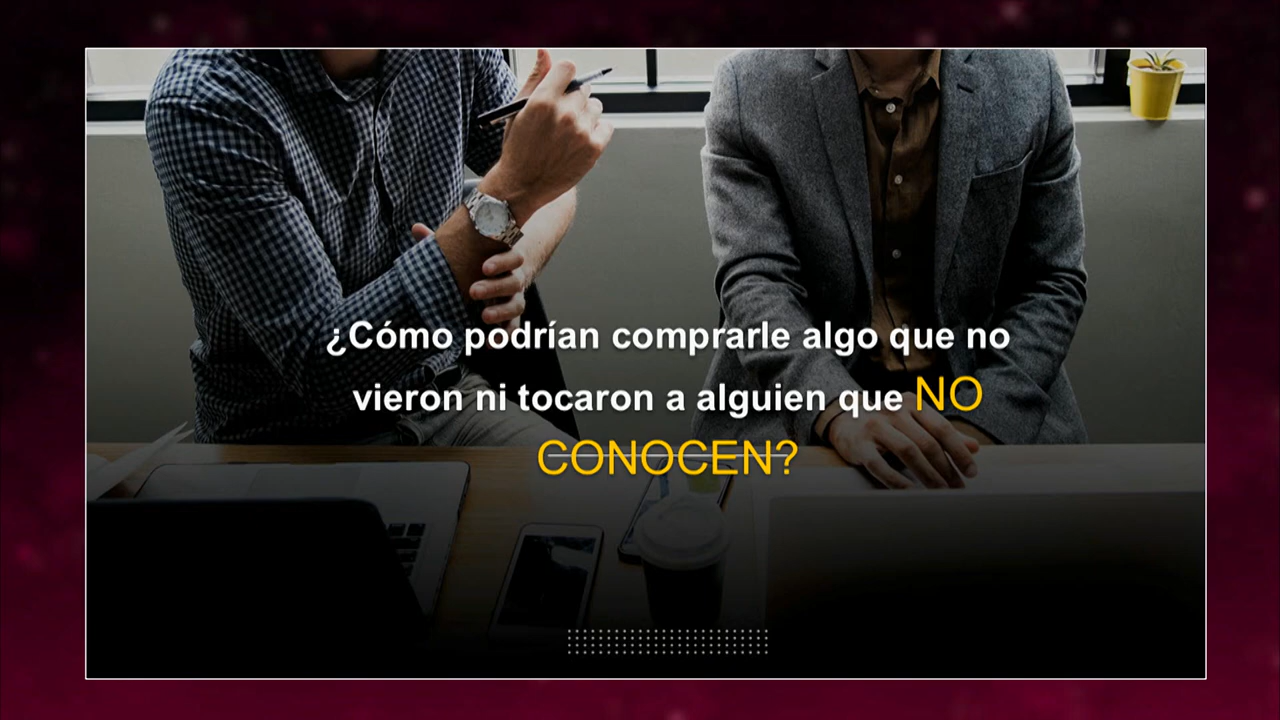 ¿Cómo podrían comprarle algo que no
vieron ni tocaron a alguien que NO
CONOCEN?